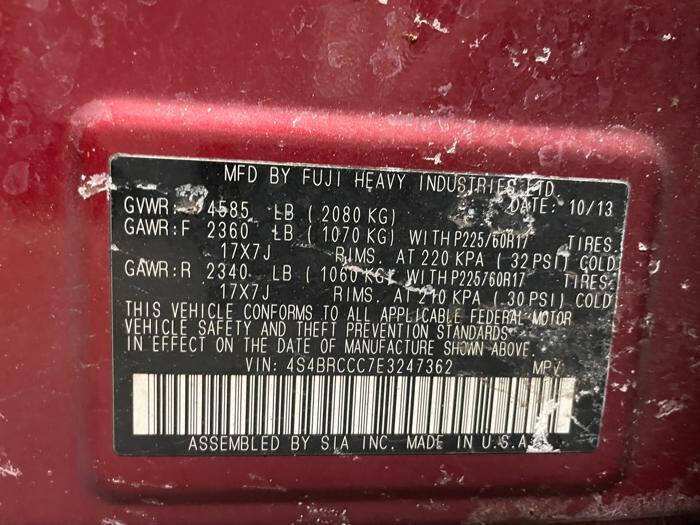 MFD BY FUJI HEAVY INDUSTRIES LTD.
GVWR: 4585 LB ( 2080 KG) DATE: 10/13
GAWR:F 2360 LB ( 1070 KG) WITH P225/60R17 TIRES,
17X7J RIMS, AT 220 KPA ( 32 PSI) COLD
GAWR:R 2340 LB ( 1060 KG) WITH P225/60R17 TIRES,
17X7J RIMS, AT 210 KPA ( 30 PSI) COLD
THIS VEHICLE CONFORMS TO ALL APPLICABLE FEDERAL MOTOR
VEHICLE SAFETY AND THEFT PREVENTION STANDARDS
IN EFFECT ON THE DATE OF MANUFACTURE SHOWN ABOVE.
VIN: 4S4BRCCC7E3247362 MPV
ASSEMBLED BY SIA INC. MADE IN U.S.A.